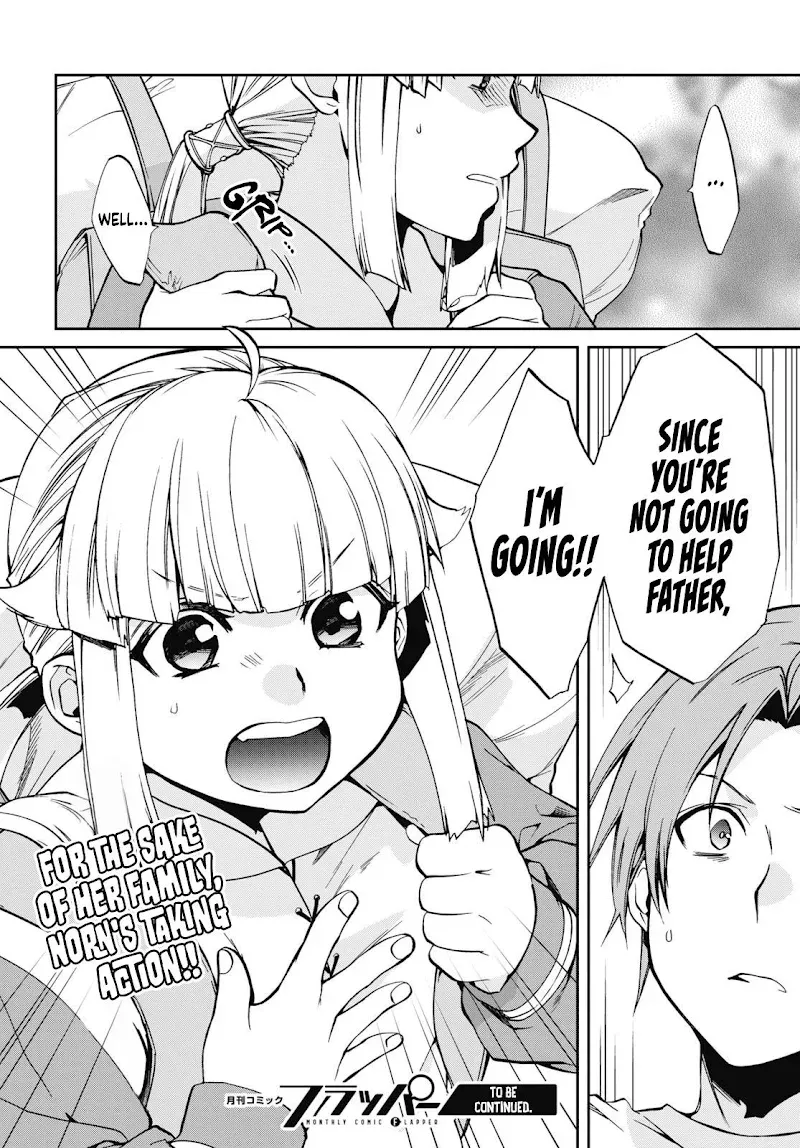 ...
GRIP...
WELL...
SINCE
YOU'RE
NOT GOING
TO HELP
FATHER,
I'M
GOING!!
FOR THE SAKE
OF HER FAMILY,
NORN'S TAKING
ACTION!!
月刊コミック
フラッパー
MONTHLY COMIC FLAPPER
TO BE
CONTINUED.